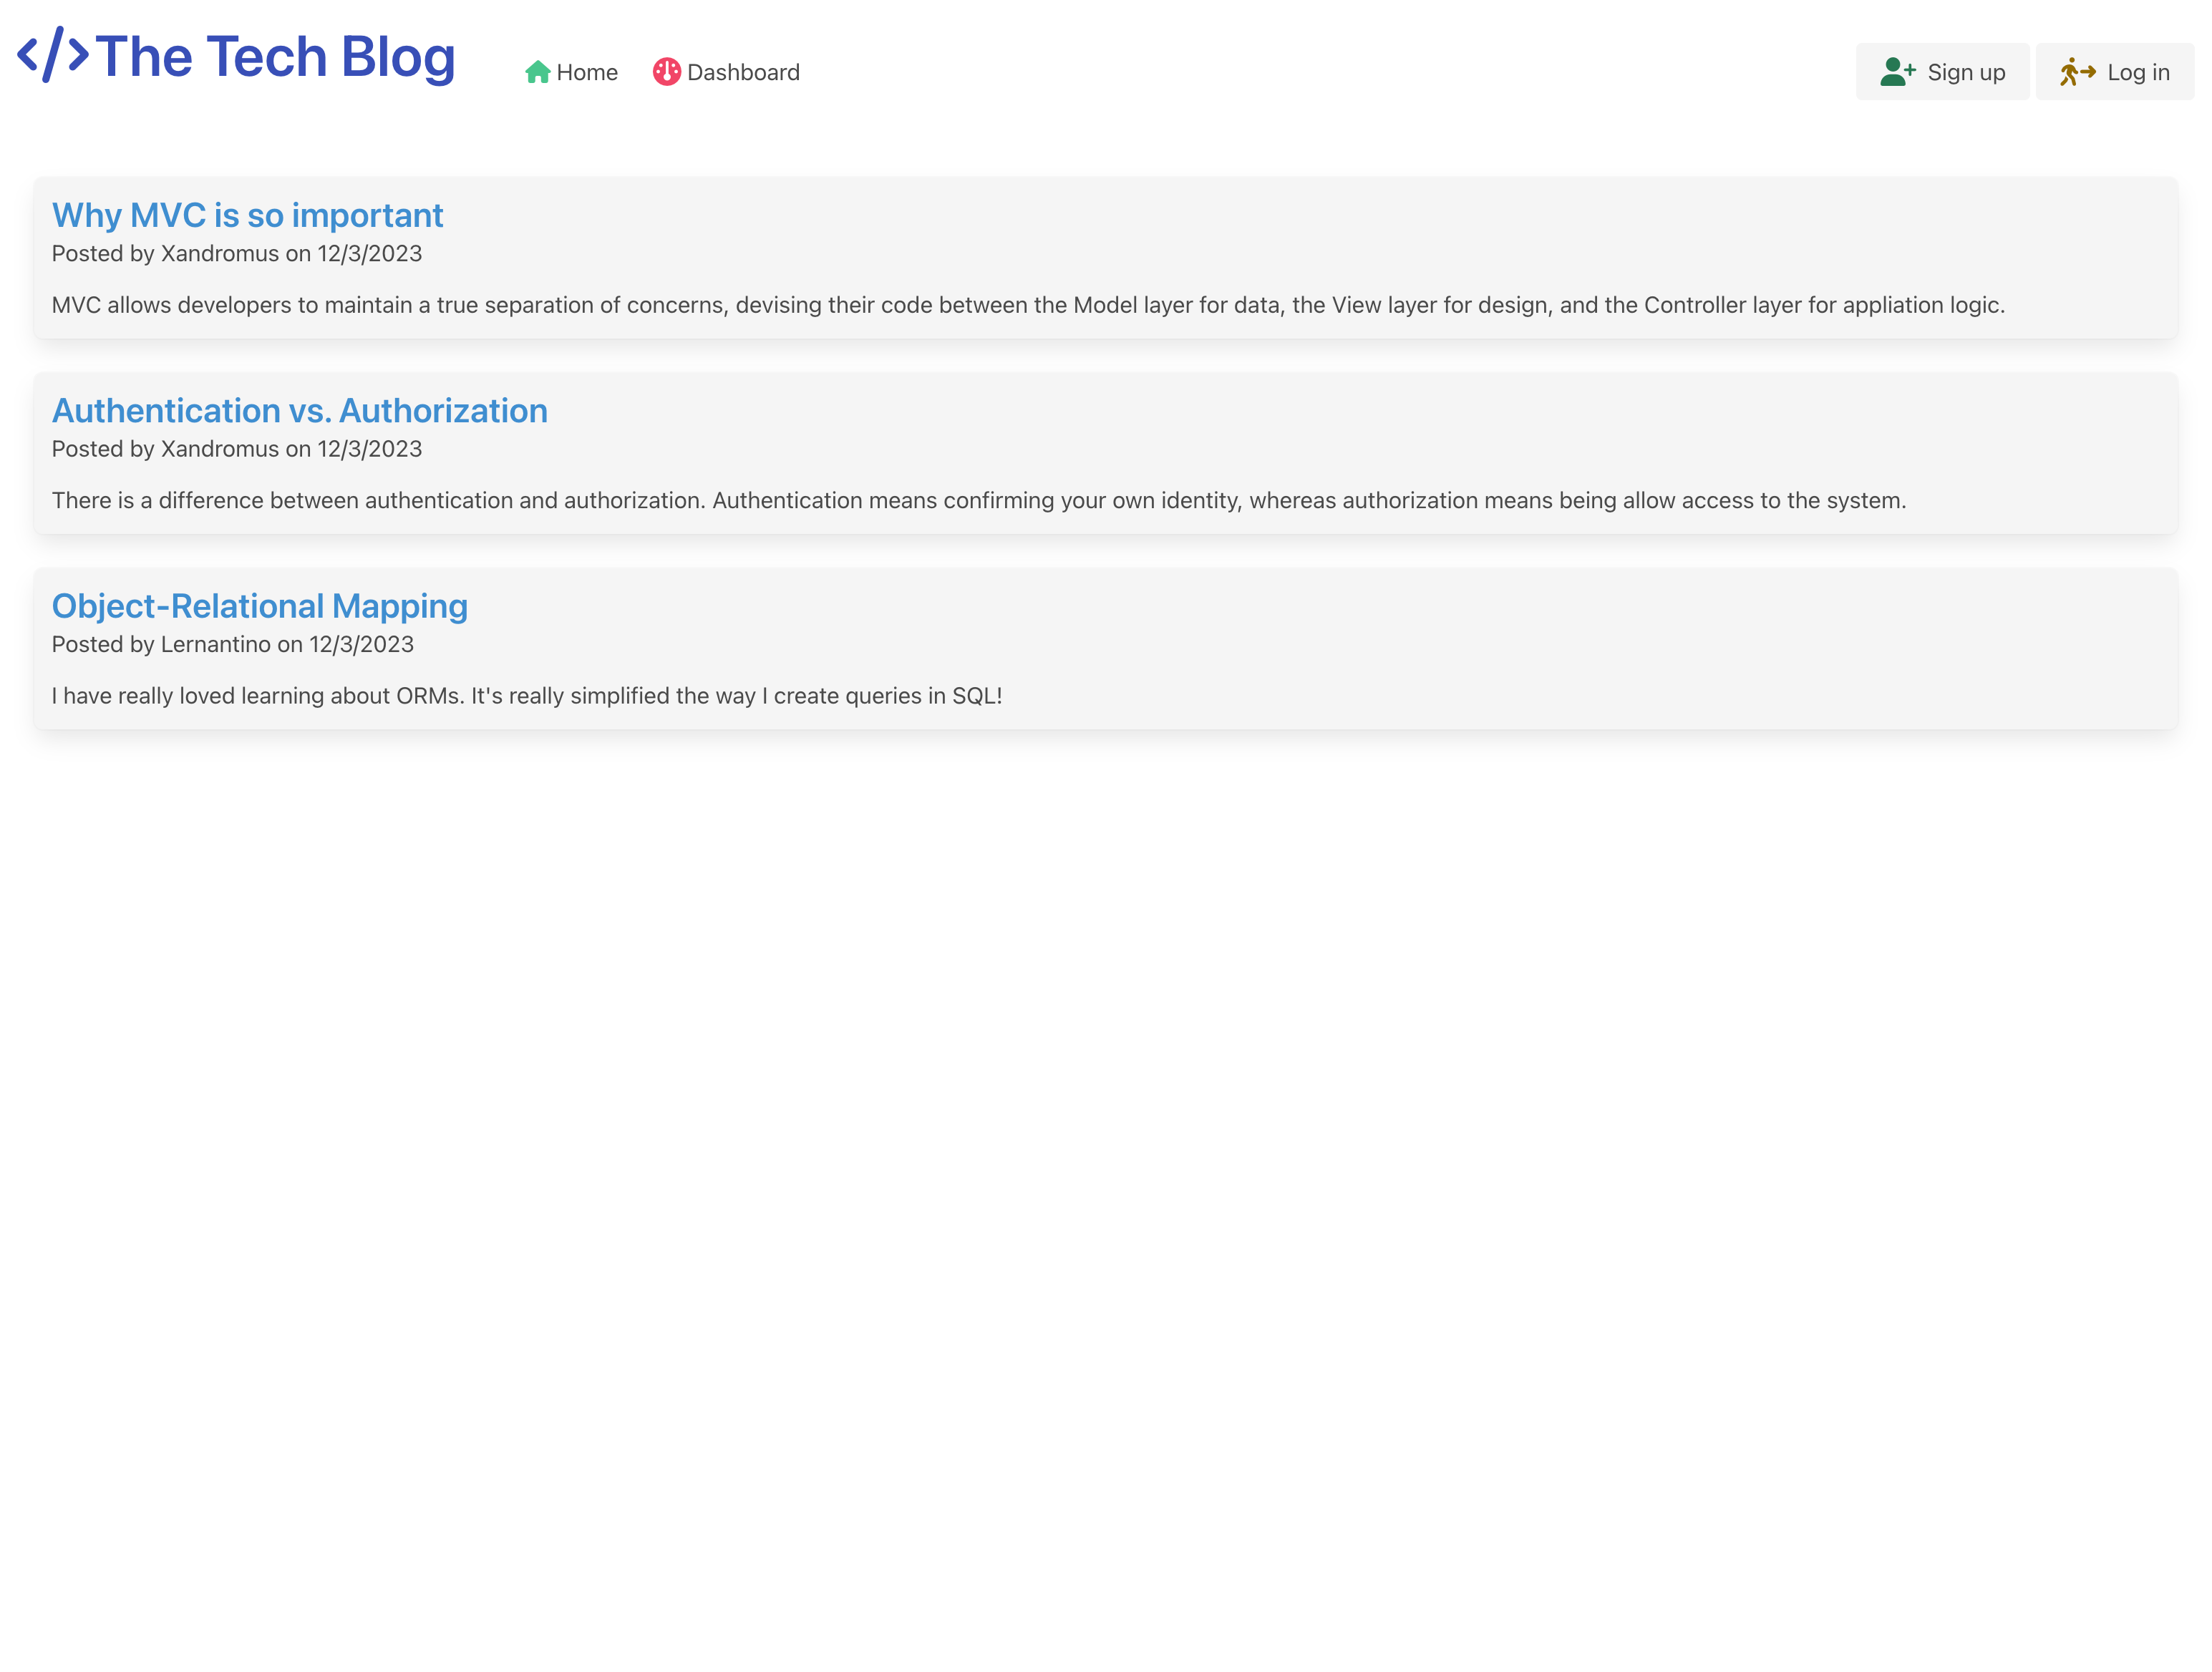 </>The Tech Blog
Home
Dashboard
Sign up
Log in
Why MVC is so important
Posted by Xandromus on 12/3/2023
MVC allows developers to maintain a true separation of concerns, devising their code between the Model layer for data, the View layer for design, and the Controller layer for appliation logic.
Authentication vs. Authorization
Posted by Xandromus on 12/3/2023
There is a difference between authentication and authorization. Authentication means confirming your own identity, whereas authorization means being allow access to the system.
Object-Relational Mapping
Posted by Lernantino on 12/3/2023
I have really loved learning about ORMs. It's really simplified the way I create queries in SQL!